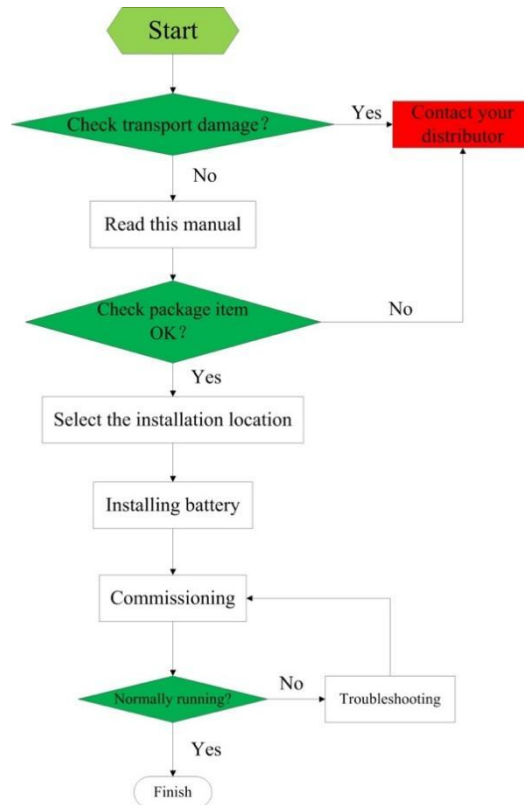 Start
Check transport damage?
Yes
Contact your
distributor
No
Read this manual
Check package item
OK?
No
Yes
Select the installation location
Installing battery
Commissioning
Normally running?
No
Troubleshooting
Yes
Finish